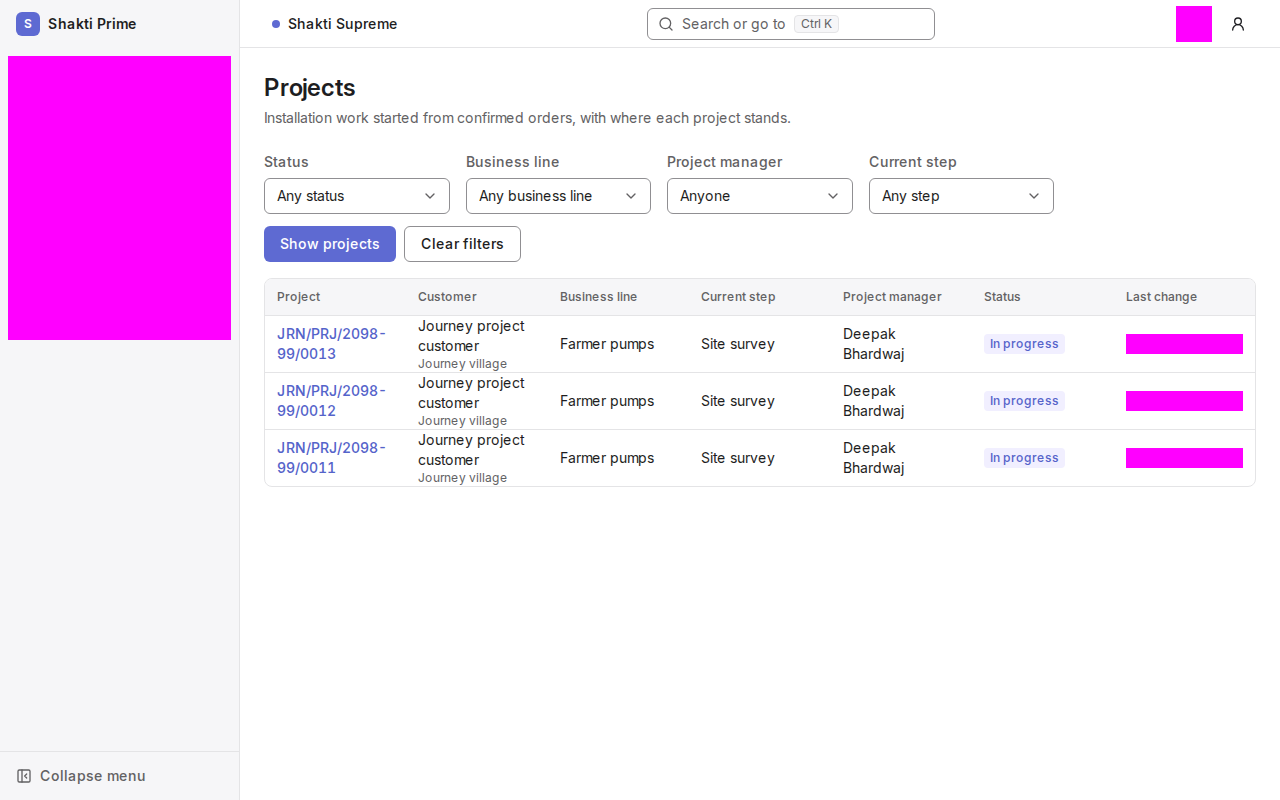 S Shakti Prime
Shakti Supreme
Search or go to Ctrl K
Projects
Installation work started from confirmed orders, with where each project stands.
Status Business line Project manager Current step
Any status Any business line Anyone Any step
Show projects Clear filters
Project Customer Business line Current step Project manager Status Last change
JRN/PRJ/2098-
99/0013
Journey project
customer
Journey village
Farmer pumps
Site survey
Deepak
Bhardwaj
In progress
JRN/PRJ/2098-
99/0012
Journey project
customer
Journey village
Farmer pumps
Site survey
Deepak
Bhardwaj
In progress
JRN/PRJ/2098-
99/0011
Journey project
customer
Journey village
Farmer pumps
Site survey
Deepak
Bhardwaj
In progress
Collapse menu